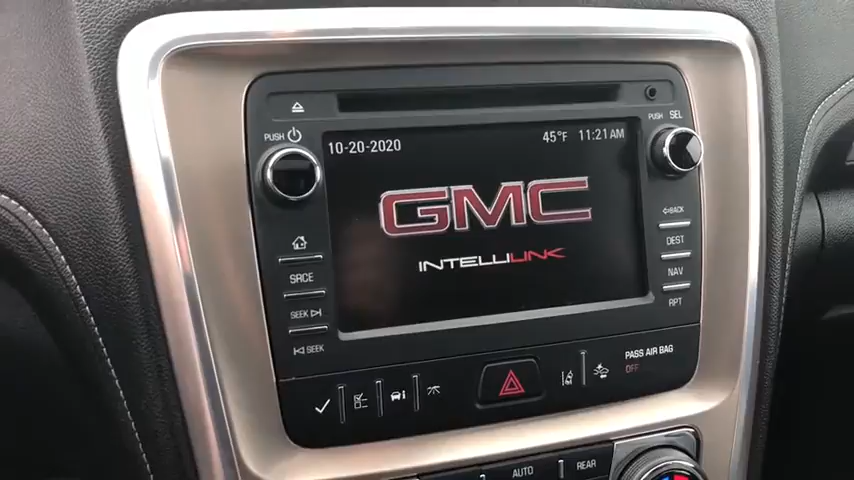 PUSH
10-20-2020 45°F 11:21 AM
PUSH SEL
GMC
INTELLILINK
SRCE
SEEK
SEEK
BACK
DEST
NAV
RPT
PASS AIR BAG
OFF
AUTO
REAR